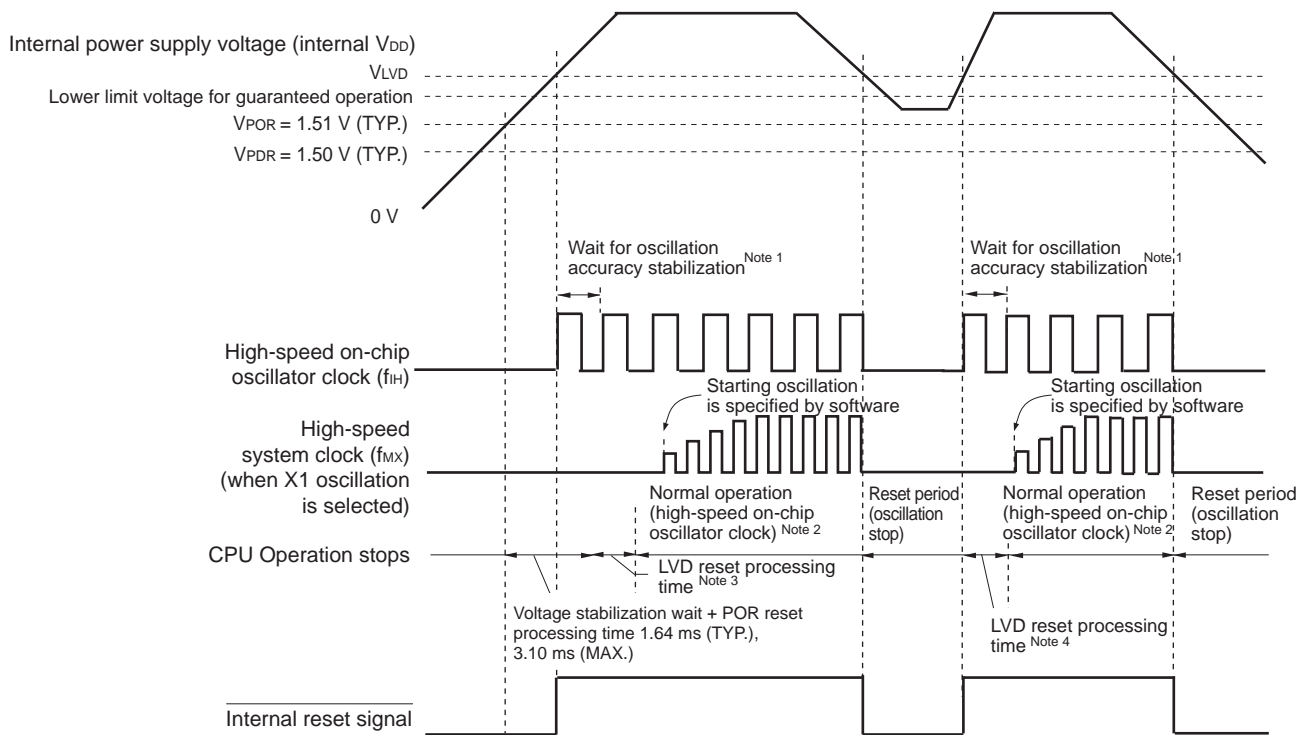 Internal power supply voltage (internal VDD)
VLVD
Lower limit voltage for guaranteed operation
VPOR = 1.51 V (TYP.)
VPDR = 1.50 V (TYP.)
0 V
Wait for oscillation
accuracy stabilization Note 1
Wait for oscillation
accuracy stabilization Note 1
High-speed on-chip
oscillator clock (fIH)
Starting oscillation
is specified by software
Starting oscillation
is specified by software
High-speed
system clock (fMX)
(when X1 oscillation
is selected)
Normal operation
(high-speed on-chip
oscillator clock) Note 2
Reset period
(oscillation
stop)
Normal operation
(high-speed on-chip
oscillator clock) Note 2
Reset period
(oscillation
stop)
CPU Operation stops
LVD reset processing
time Note 3
Voltage stabilization wait + POR reset
processing time 1.64 ms (TYP.),
3.10 ms (MAX.)
LVD reset processing
time Note 4
Internal reset signal